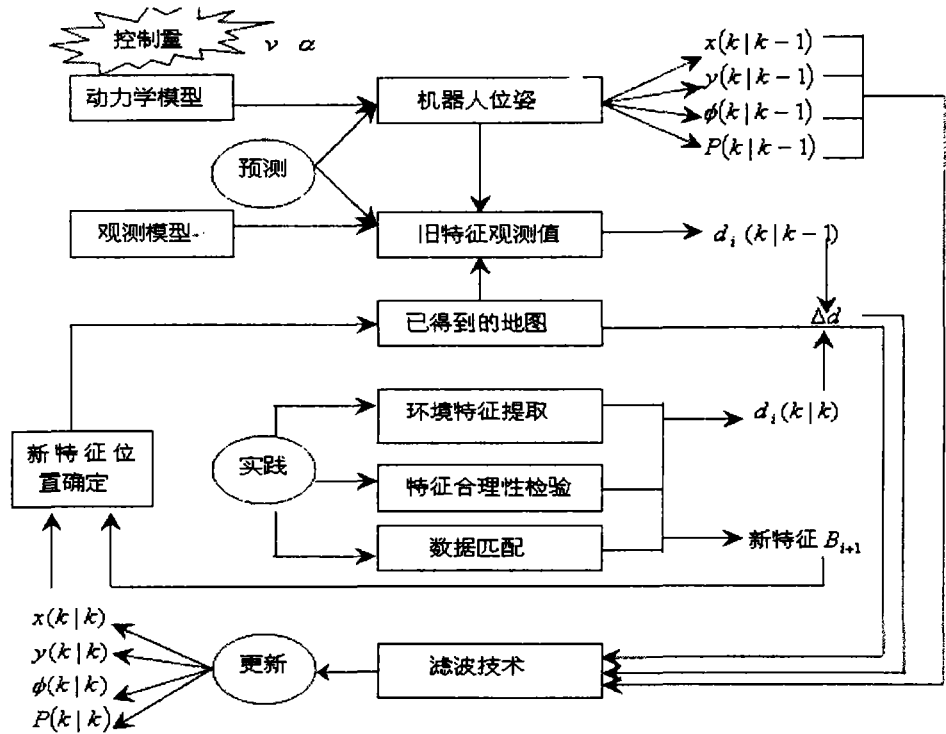 控制量
ν α
动力学模型
机器人位姿
x(k|k-1)
y(k|k-1)
ϕ(k|k-1)
P(k|k-1)
预测
观测模型
旧特征观测值
d_i (k|k-1)
已得到的地图
Δd
环境特征提取
d_i(k|k)
新特征位
置确定
实践
特征合理性检验
数据匹配
新特征 B_{i+1}
x(k|k)
y(k|k)
ϕ(k|k)
P(k|k)
更新
滤波技术